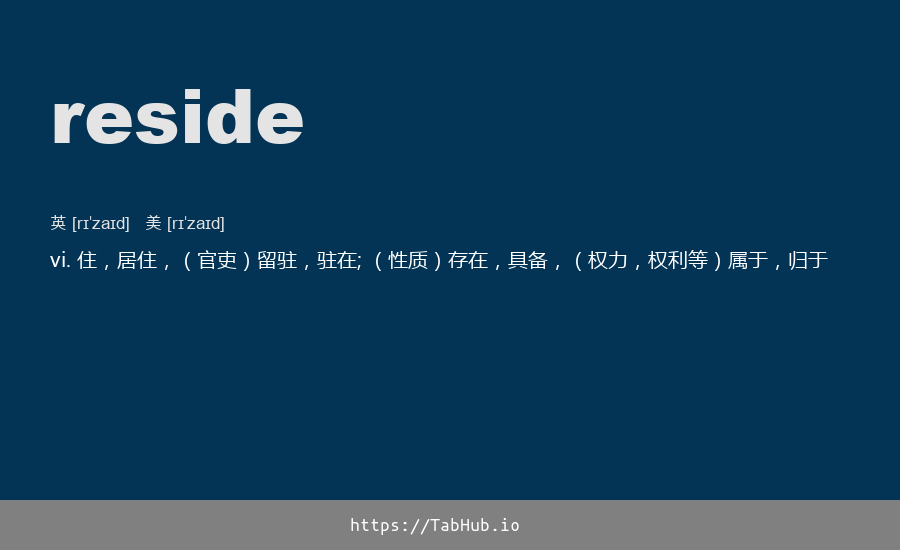 reside
英 [rɪˈzaɪd] 美 [rɪˈzaɪd]
vi. 住，居住，（官吏）留驻，驻在; （性质）存在，具备，（权力，权利等）属于，归于
https://TabHub.io